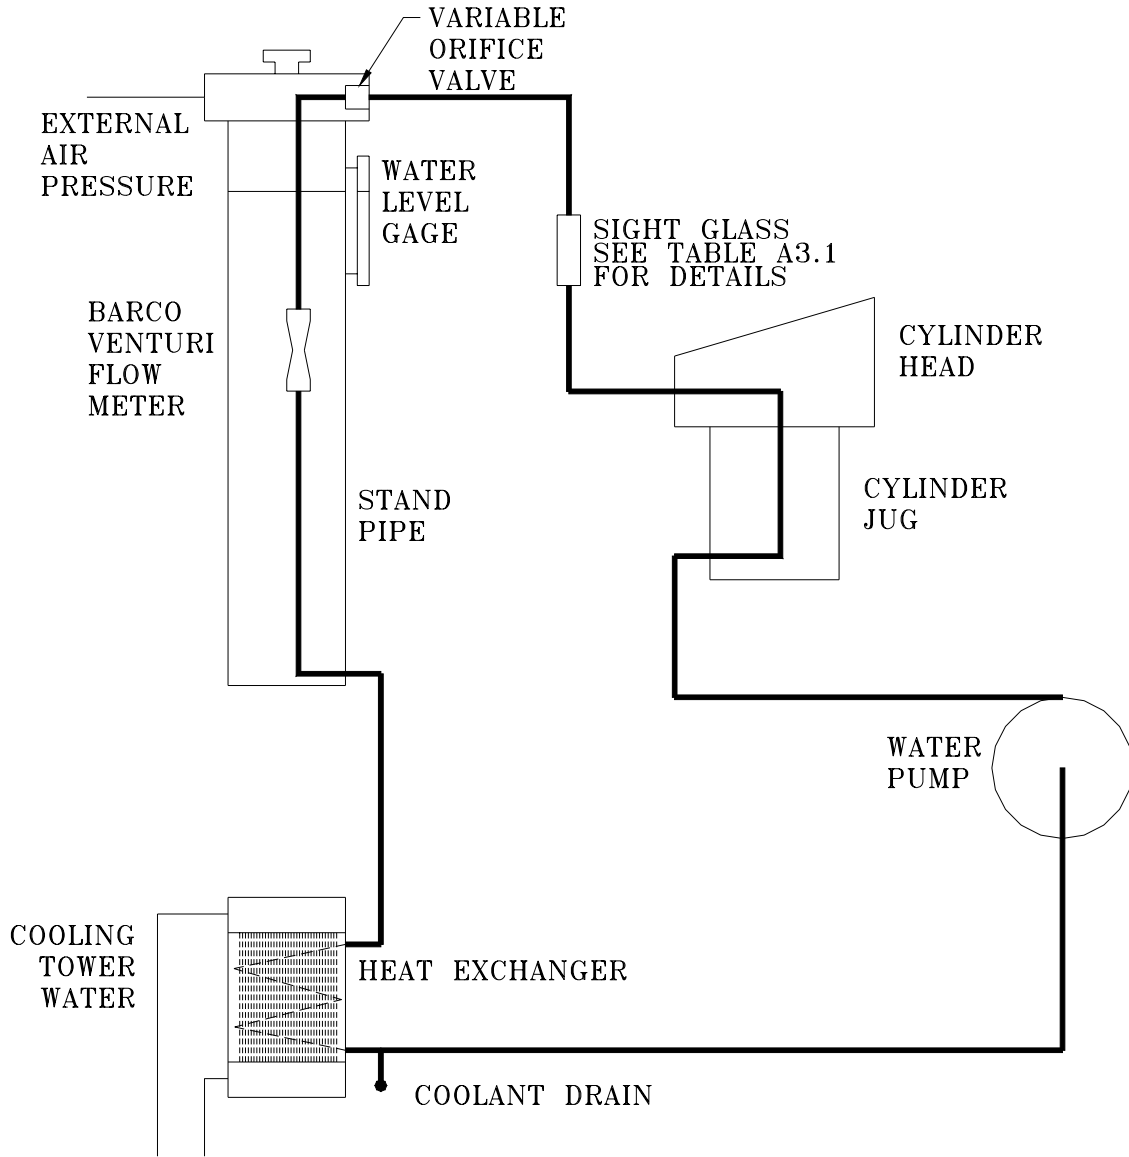 VARIABLE
ORIFICE
VALVE
EXTERNAL
AIR
PRESSURE
WATER
LEVEL
GAGE
SIGHT GLASS
SEE TABLE A3.1
FOR DETAILS
BARCO
VENTURI
FLOW
METER
CYLINDER
HEAD
STAND
PIPE
CYLINDER
JUG
WATER
PUMP
COOLING
TOWER
WATER
HEAT EXCHANGER
COOLANT DRAIN